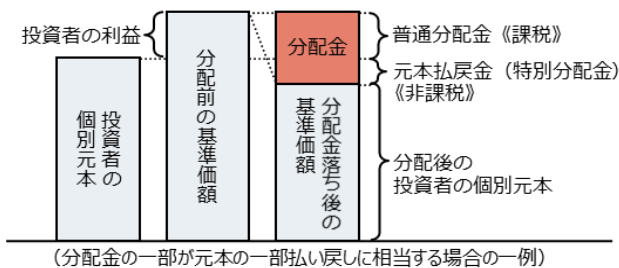 投資者の利益
投資者の
個別元本
分配前の基準価額
分配金
分配金落ち後の
基準価額
普通分配金《課税》
元本払戻金（特別分配金）
《非課税》
分配後の
投資者の個別元本
（分配金の一部が元本の一部払い戻しに相当する場合の一例）